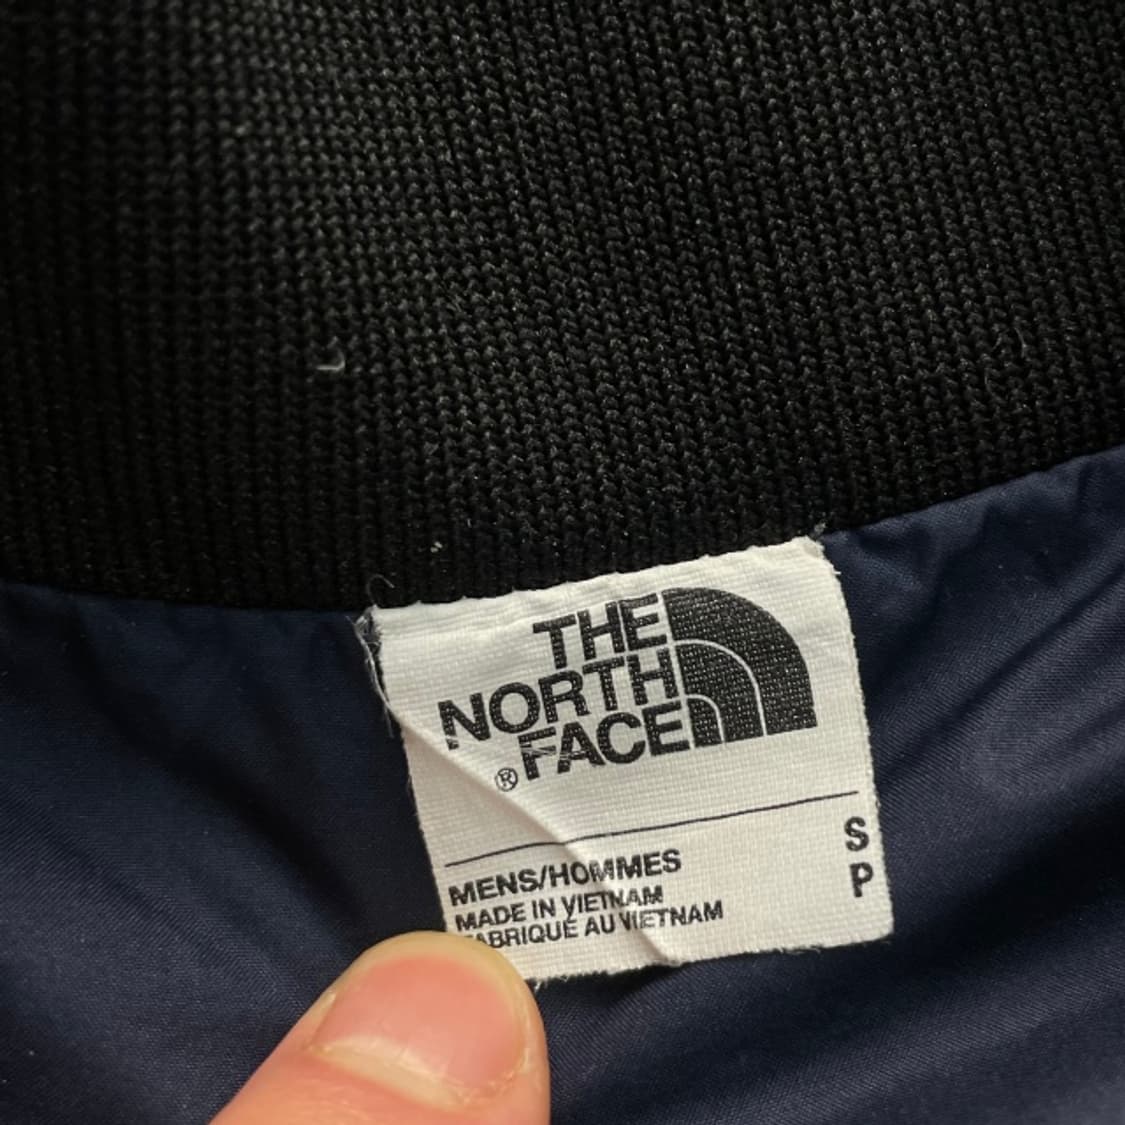 THE
NORTH
FACE
®
MENS/HOMMES
MADE IN VIETNAM
FABRIQUÉ AU VIETNAM
S
P